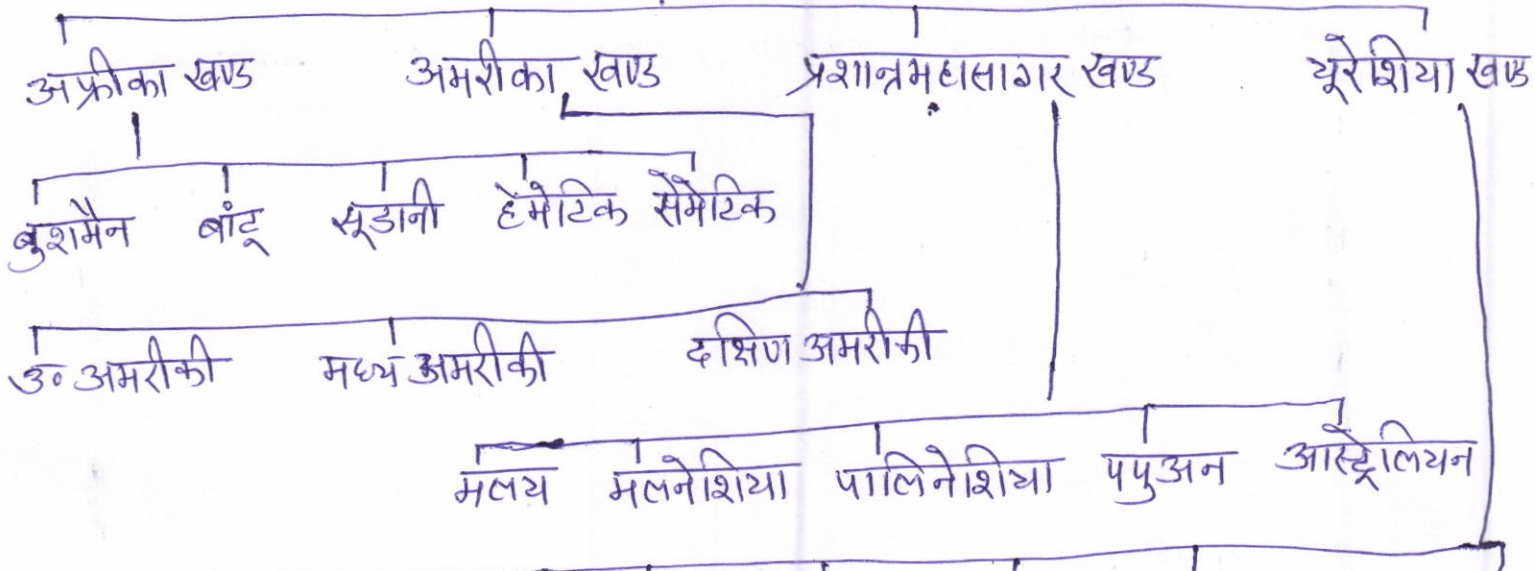 अफ्रीका खण्ड अमरीका खण्ड प्रशान्तमहासागर खण्ड यूरेशिया खण्ड
बुशमैन बांटू सूडानी हेमेटिक सेमेटिक
उ० अमरीकी मध्य अमरीकी दक्षिण अमरीकी
मलय मलनेशिया पालिनेशिया पपुअन आस्ट्रेलियन